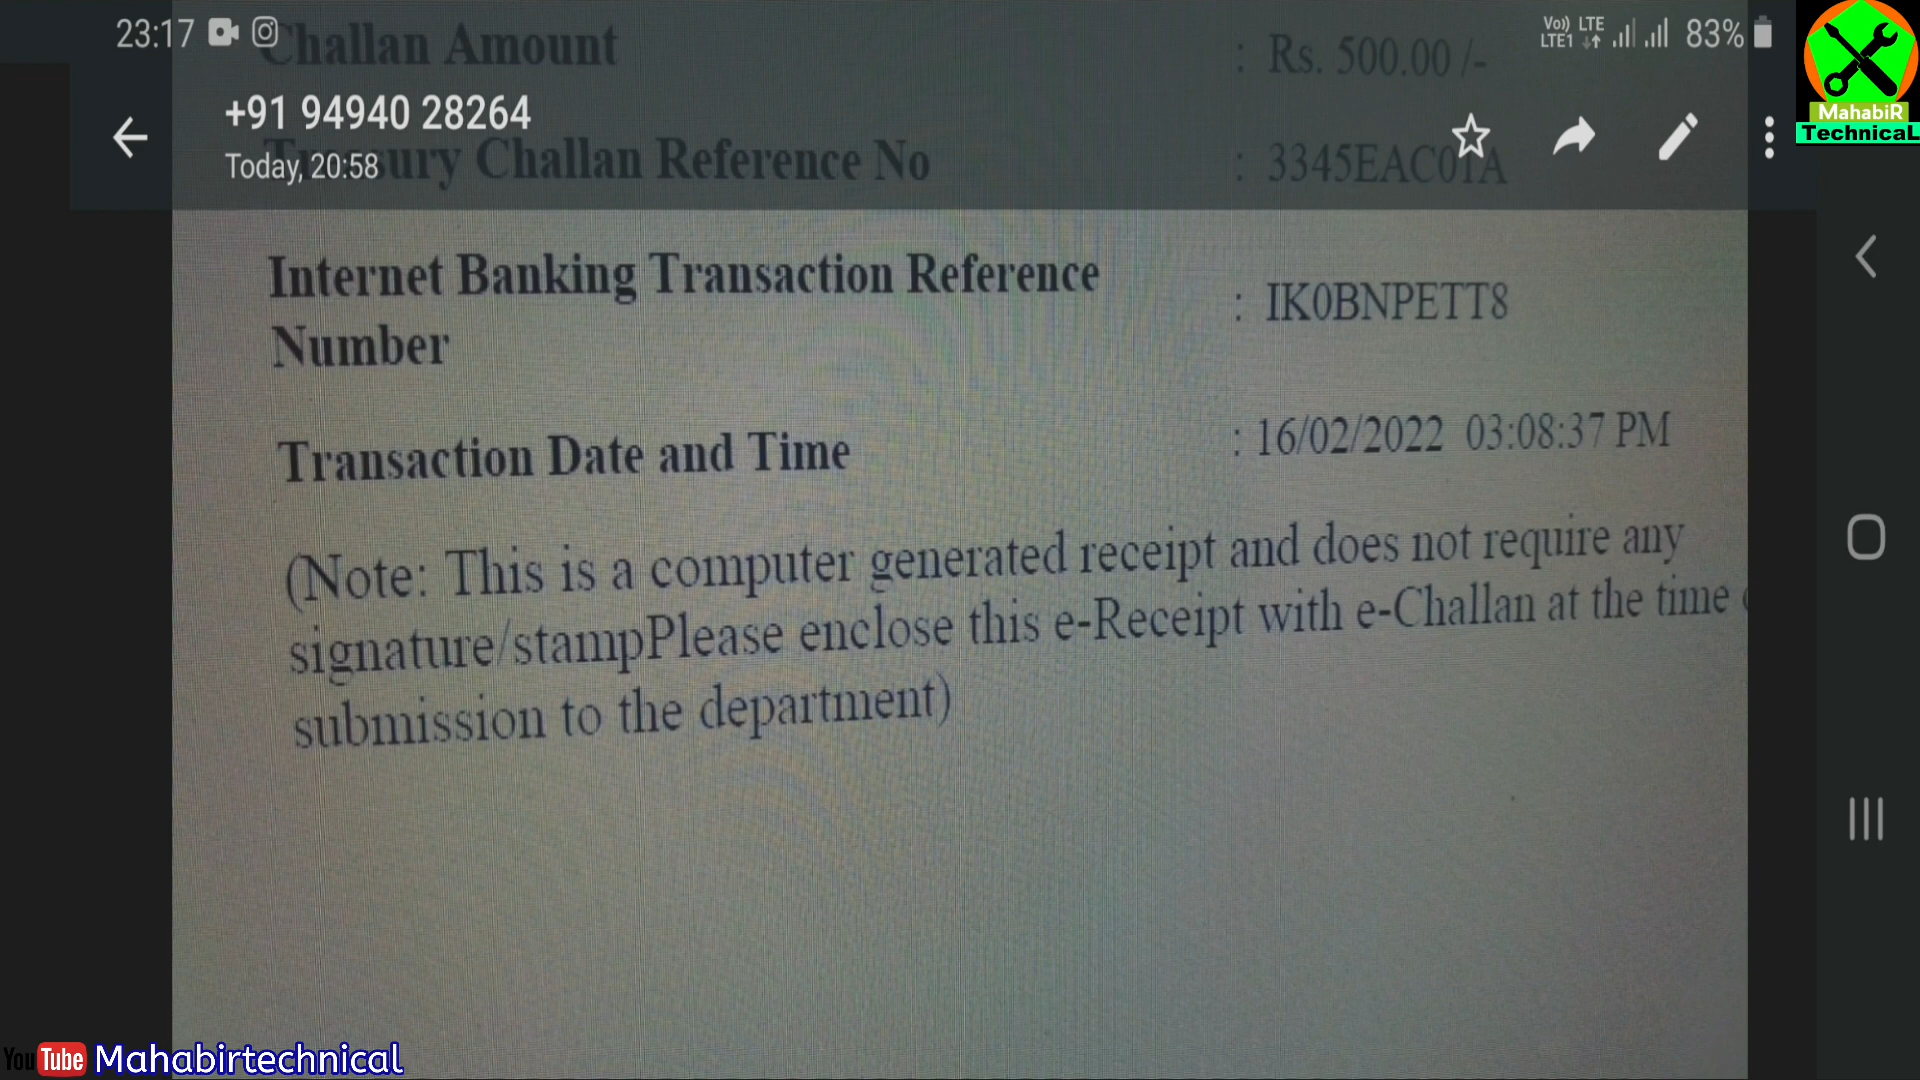 23:17
Vo)) LTE
LTE1
83%
Challan Amount : Rs. 500.00 /-
+91 94940 28264
Today, 20:58
Challan Reference No : 3345EAC01A
MahabiR
TechnicaL
Internet Banking Transaction Reference
Number : IK0BNPETT8
Transaction Date and Time : 16/02/2022 03:08:37 PM
(Note: This is a computer generated receipt and does not require any
signature/stampPlease enclose this e-Receipt with e-Challan at the time
submission to the department)
YouTube Mahabirtechnical